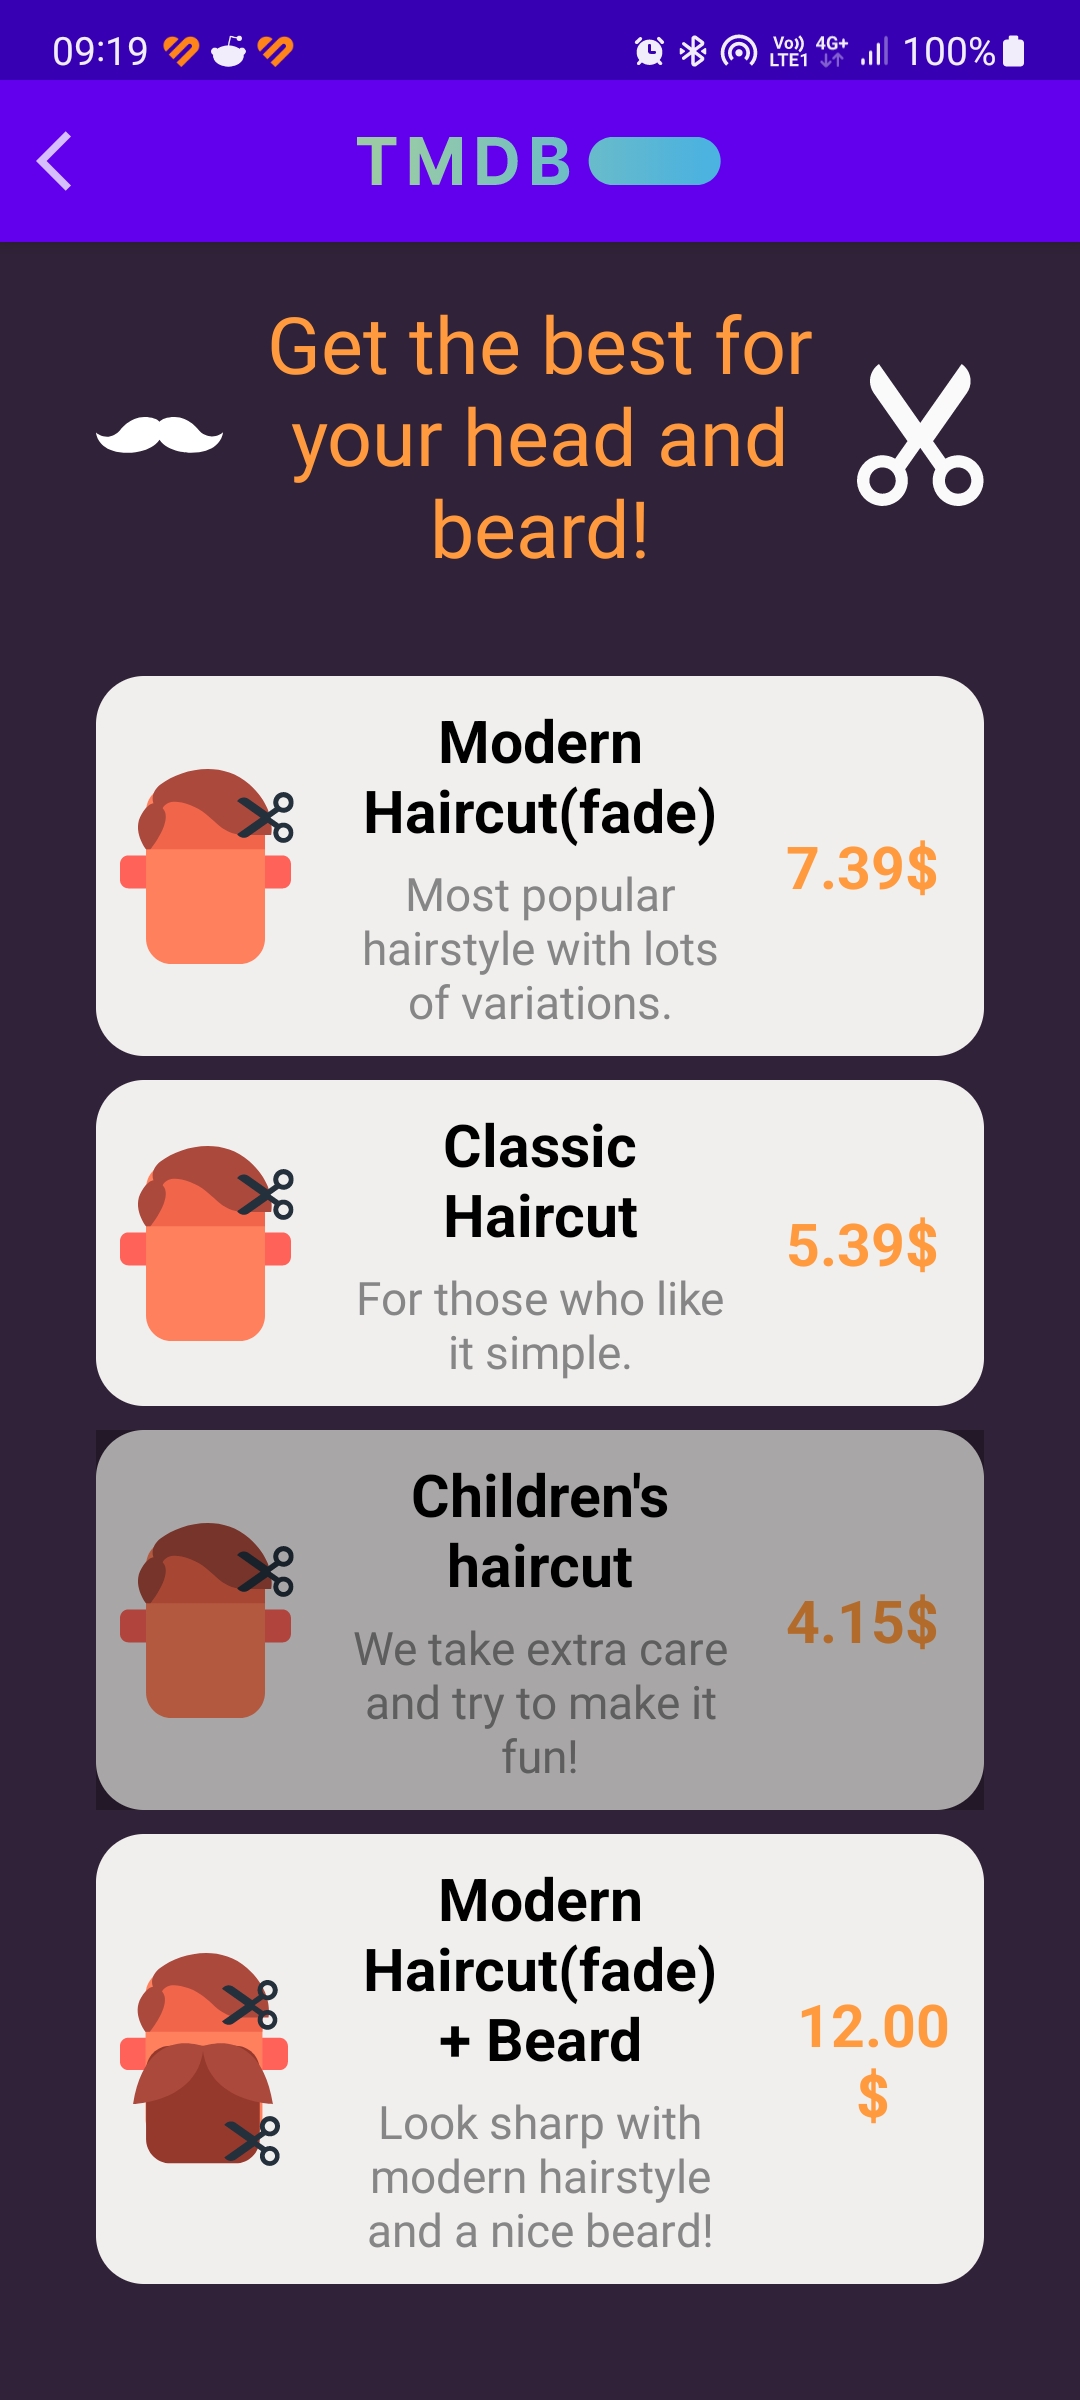 09:19
Vo)) LTE1 4G+ 100%
TMDB
Get the best for
your head and
beard!
Modern
Haircut(fade)
Most popular
hairstyle with lots
of variations.
7.39$
Classic
Haircut
For those who like
it simple.
5.39$
Children's
haircut
We take extra care
and try to make it
fun!
4.15$
Modern
Haircut(fade)
+ Beard
Look sharp with
modern hairstyle
and a nice beard!
12.00
$